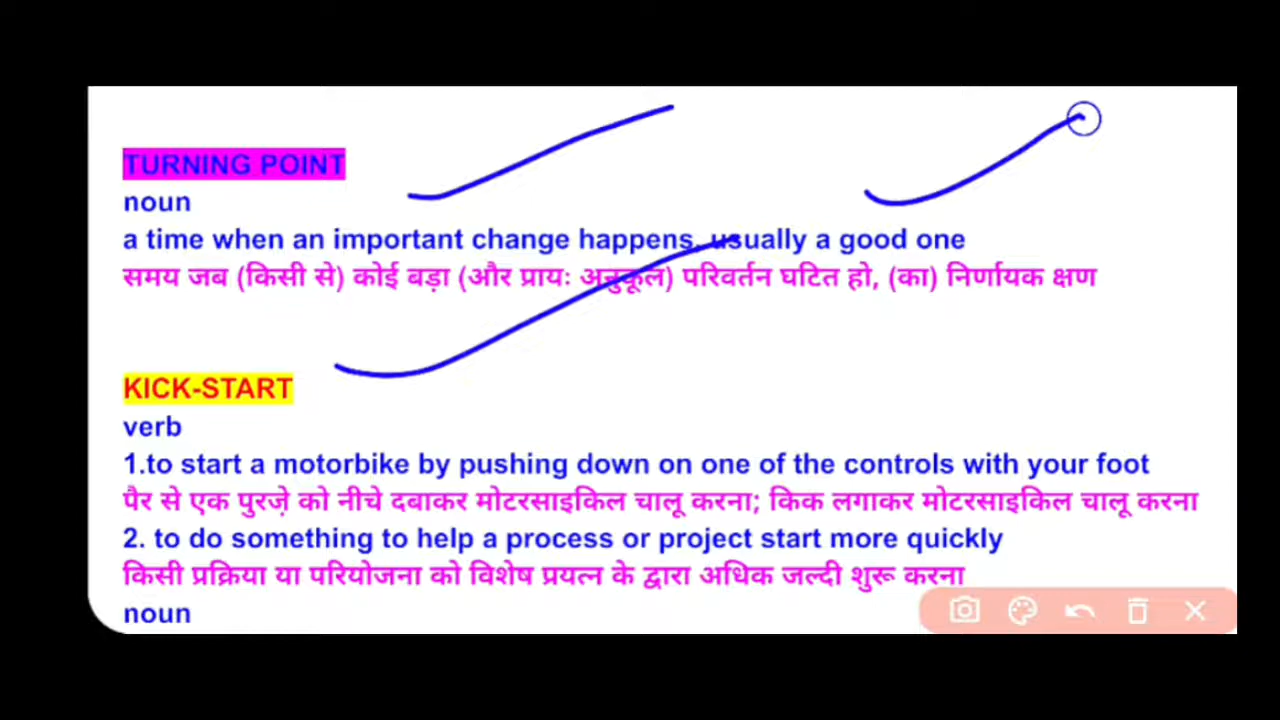 TURNING POINT
noun
a time when an important change happens, usually a good one
समय जब (किसी से) कोई बड़ा (और प्रायः अनुकूल) परिवर्तन घटित हो, (का) निर्णायक क्षण
KICK-START
verb
1.to start a motorbike by pushing down on one of the controls with your foot
पैर से एक पुरज़े को नीचे दबाकर मोटरसाइकिल चालू करना; किक लगाकर मोटरसाइकिल चालू करना
2. to do something to help a process or project start more quickly
किसी प्रक्रिया या परियोजना को विशेष प्रयत्न के द्वारा अधिक जल्दी शुरू करना
noun